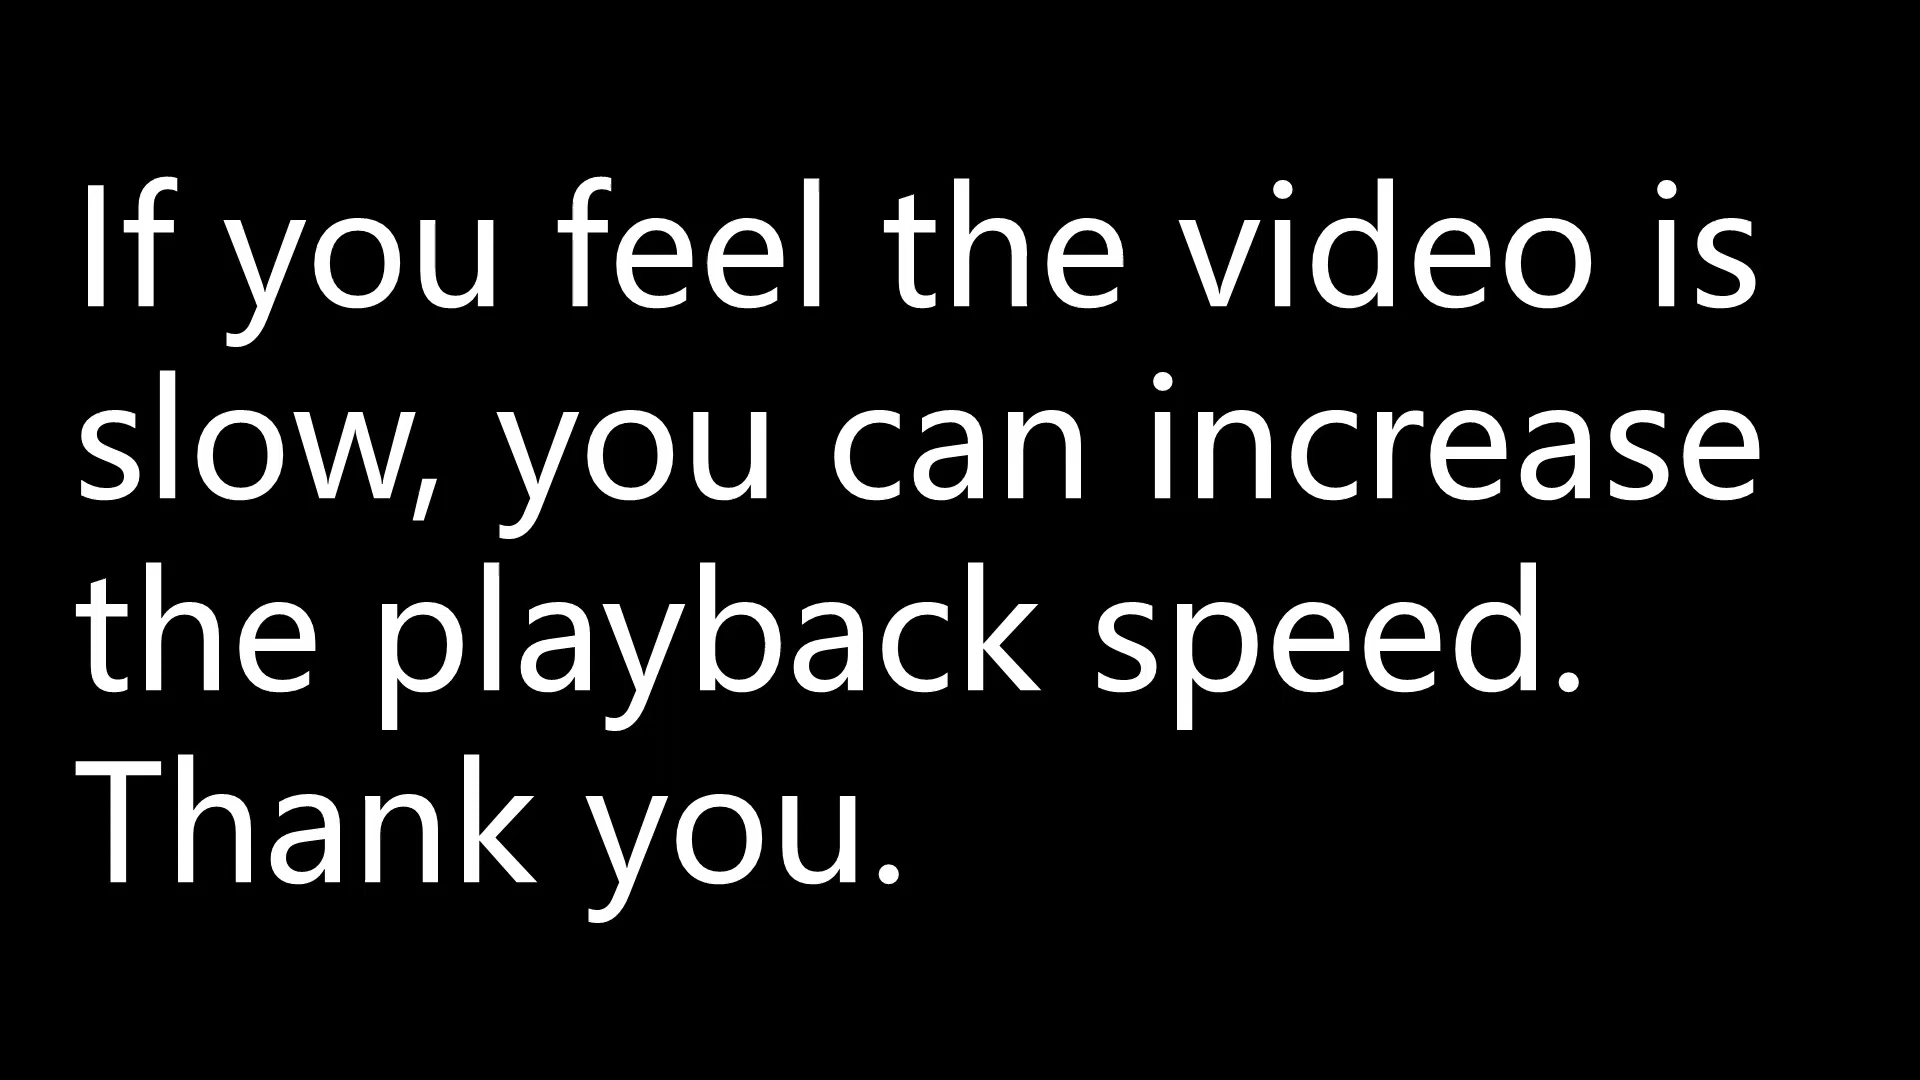 If you feel the video is
slow, you can increase
the playback speed.
Thank you.